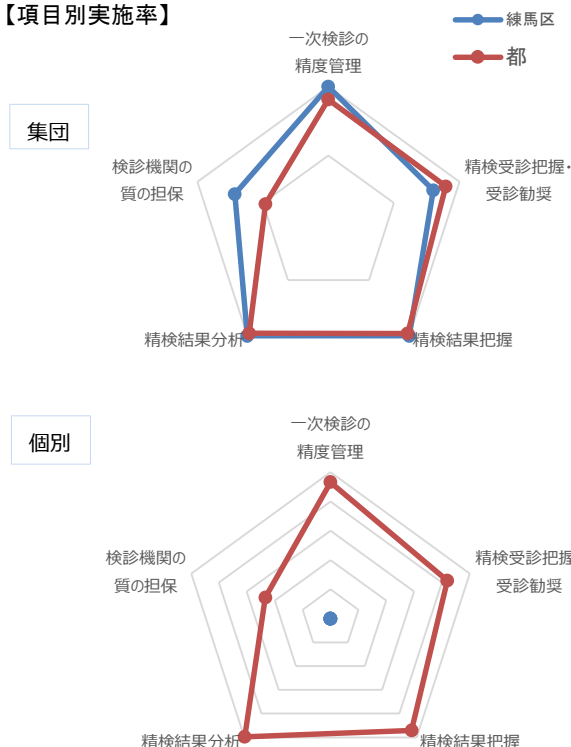 【項目別実施率】
練馬区
都
集団
一次検診の
精度管理
検診機関の
質の担保
精検受診把握・
受診勧奨
精検結果分析
精検結果把握
個別
一次検診の
精度管理
検診機関の
質の担保
精検受診把握
受診勧奨
精検結果分析
精検結果把握